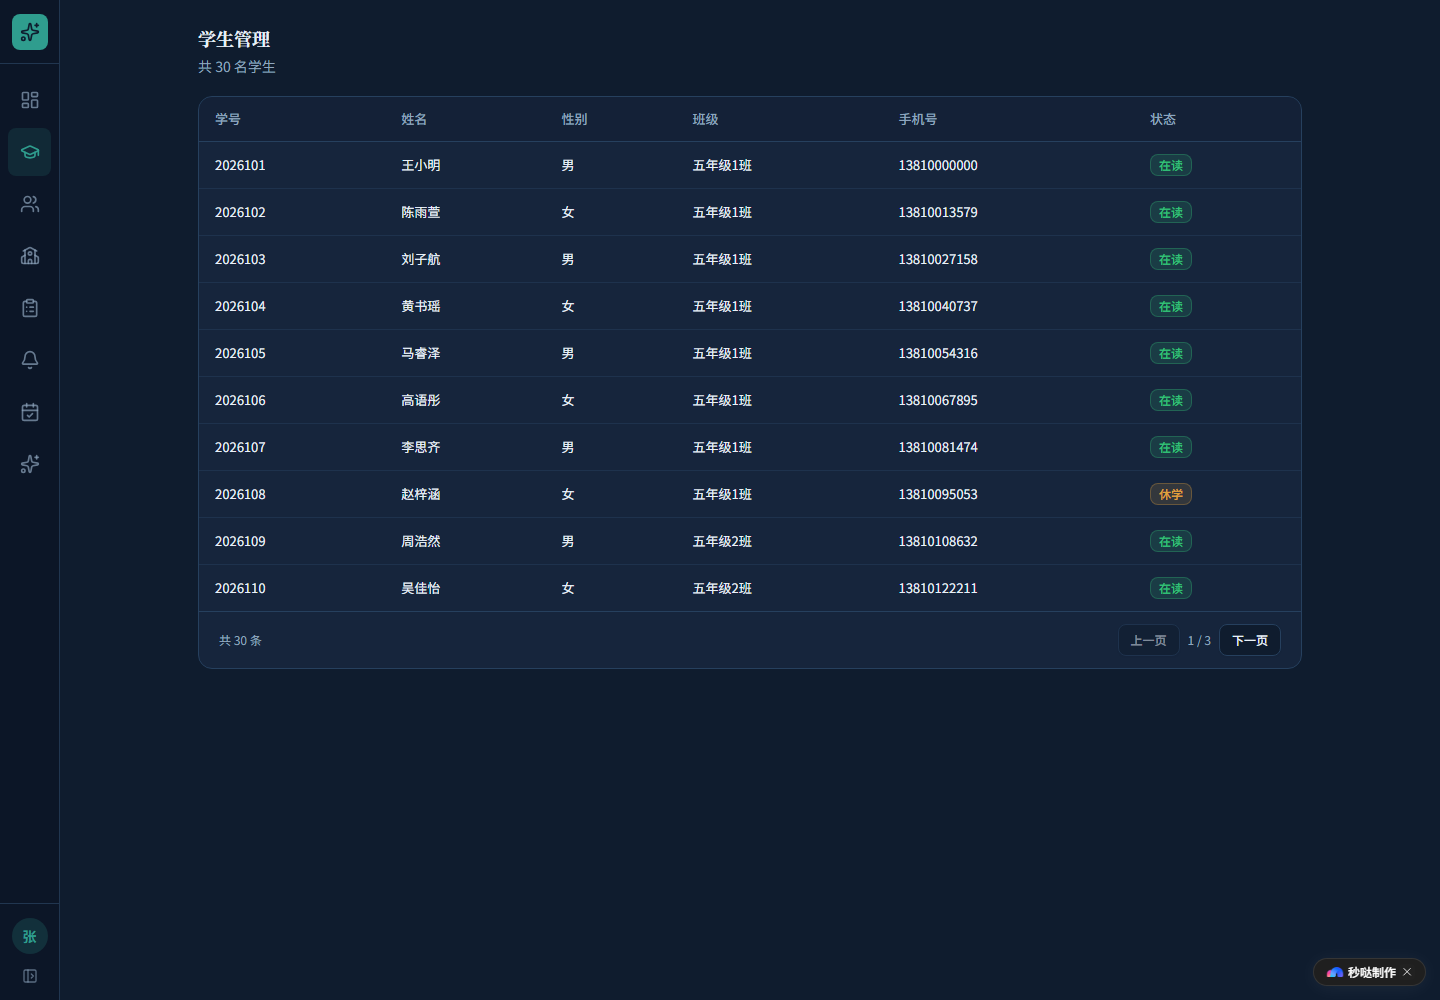 学生管理
共 30 名学生
学号 姓名 性别 班级 手机号 状态
2026101 王小明 男 五年级1班 13810000000 在读
2026102 陈雨萱 女 五年级1班 13810013579 在读
2026103 刘子航 男 五年级1班 13810027158 在读
2026104 黄书瑶 女 五年级1班 13810040737 在读
2026105 马睿泽 男 五年级1班 13810054316 在读
2026106 高语彤 女 五年级1班 13810067895 在读
2026107 李思齐 男 五年级1班 13810081474 在读
2026108 赵梓涵 女 五年级1班 13810095053 休学
2026109 周浩然 男 五年级2班 13810108632 在读
2026110 吴佳怡 女 五年级2班 13810122211 在读
共 30 条 上一页 1 / 3 下一页
张
秒哒制作